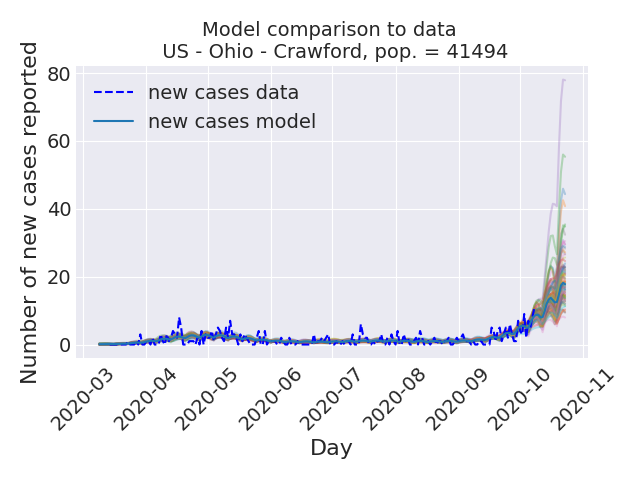 Model comparison to data
US - Ohio - Crawford, pop. = 41494
Number of new cases reported
80
60
40
20
0
new cases data
new cases model
2020-03
2020-04
2020-05
2020-06
2020-07
2020-08
2020-09
2020-10
2020-11
Day